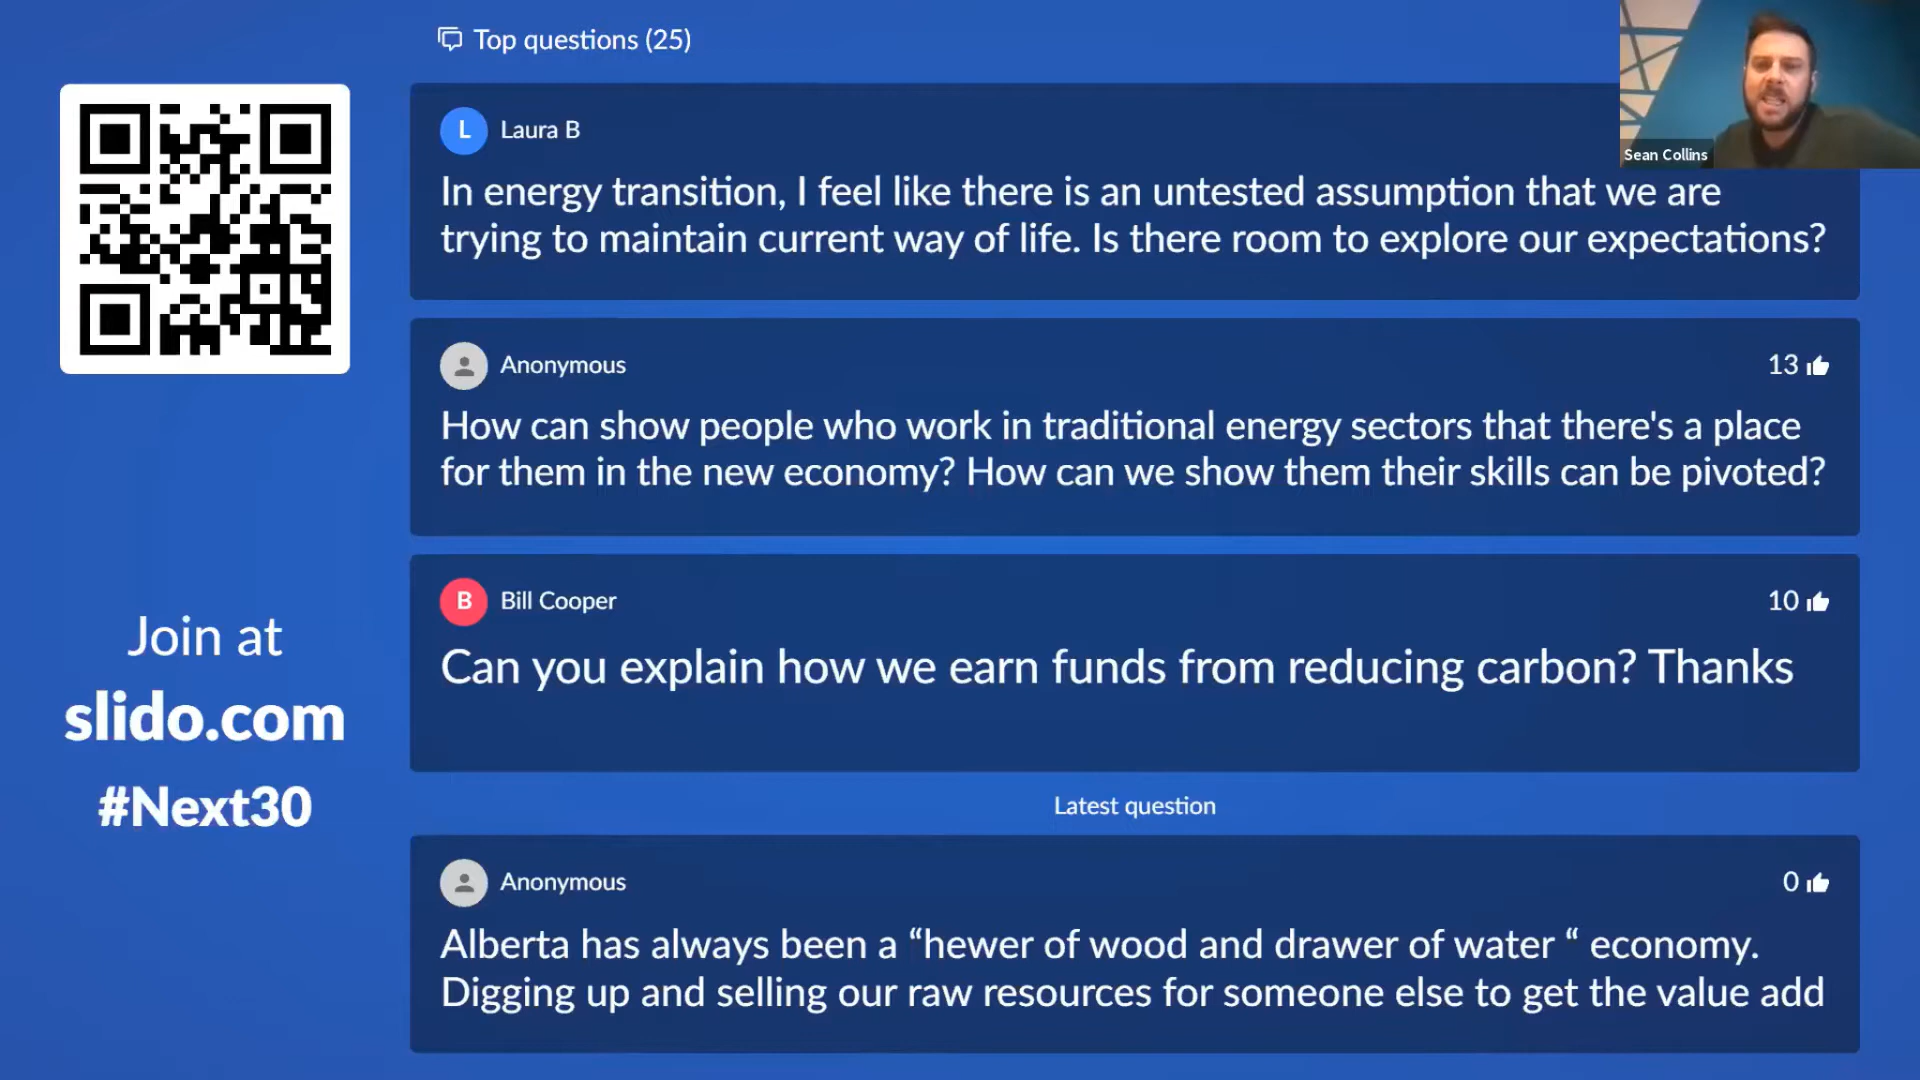 Top questions (25)
Sean Collins
L Laura B
In energy transition, I feel like there is an untested assumption that we are
trying to maintain current way of life. Is there room to explore our expectations?
Anonymous 13
How can show people who work in traditional energy sectors that there's a place
for them in the new economy? How can we show them their skills can be pivoted?
B Bill Cooper 10
Can you explain how we earn funds from reducing carbon? Thanks
Join at
slido.com
#Next30
Latest question
Anonymous 0
Alberta has always been a “hewer of wood and drawer of water “ economy.
Digging up and selling our raw resources for someone else to get the value add